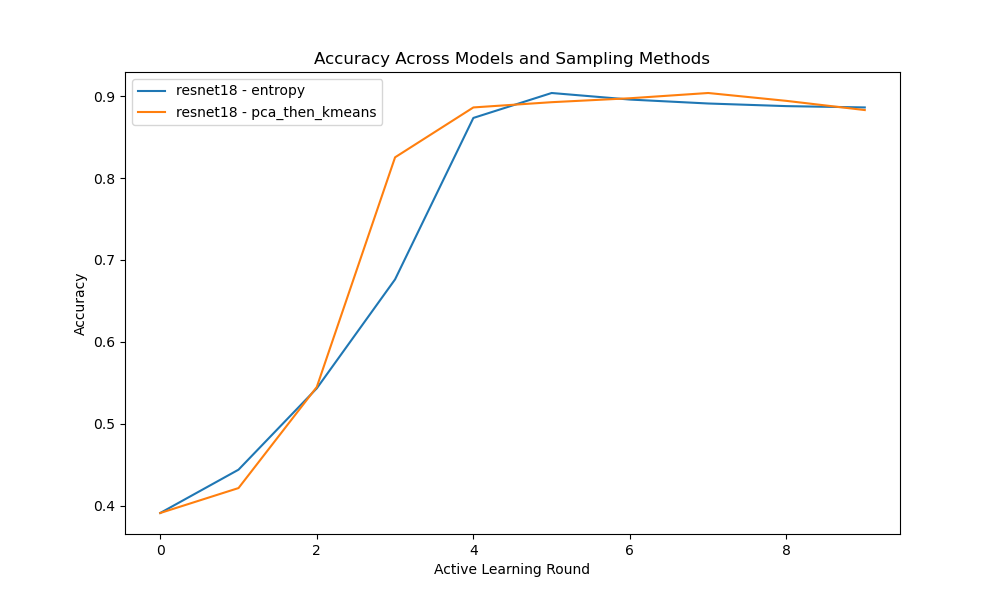 Accuracy Across Models and Sampling Methods
resnet18 - entropy
resnet18 - pca_then_kmeans
0.9
0.8
0.7
0.6
0.5
0.4
Accuracy
0 2 4 6 8
Active Learning Round